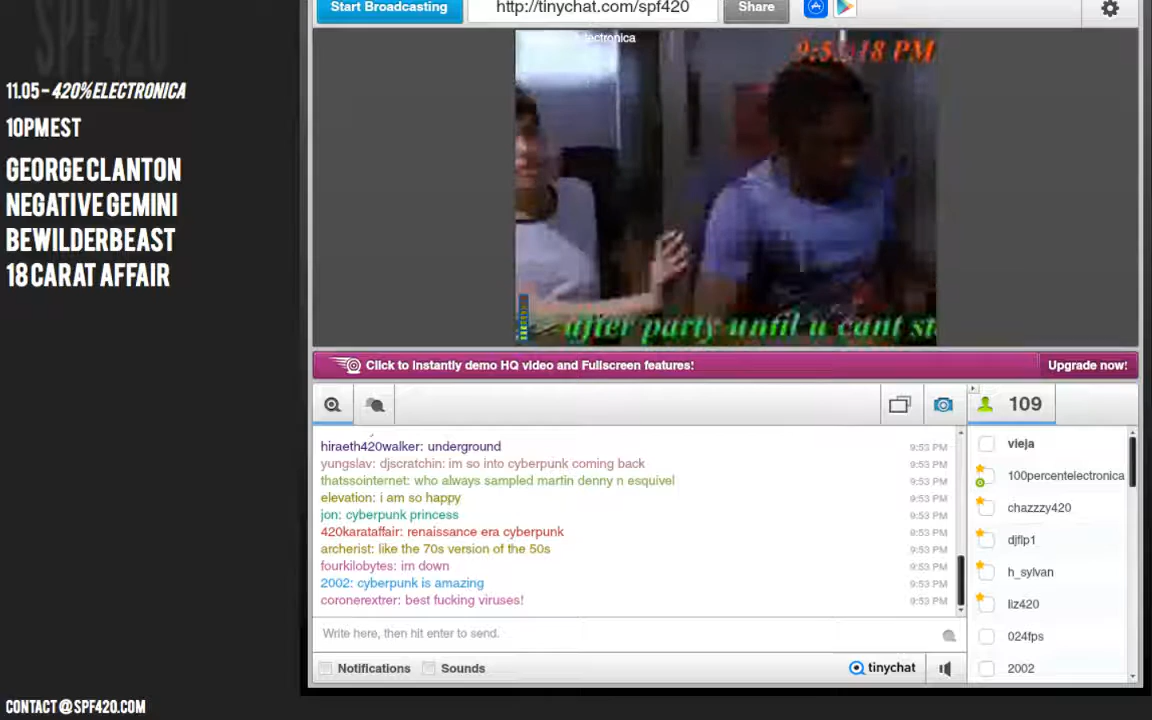 SPF420
11.05 – 420%ELECTRONICA
10PM EST
GEORGE CLANTON
NEGATIVE GEMINI
BEWILDERBEAST
18 CARAT AFFAIR
CONTACT@SPF420.COM
Start Broadcasting
http://tinychat.com/spf420
Share
PM
after party until u cant
Click to instantly demo HQ video and Fullscreen features!
Upgrade now!
109
hiraeth420walker: underground 9:53 PM
yungslav: djscratchin: im so into cyberpunk coming back 9:53 PM
thatssointernet: who always sampled martin denny n esquivel 9:53 PM
elevation: i am so happy 9:53 PM
jon: cyberpunk princess 9:53 PM
420karataffair: renaissance era cyberpunk 9:53 PM
archerist: like the 70s version of the 50s 9:53 PM
fourkilobytes: im down 9:53 PM
2002: cyberpunk is amazing 9:53 PM
coronerextrer: best fucking viruses! 9:53 PM
Write here, then hit enter to send.
Notifications
Sounds
tinychat
vieja
100percentelectronica
chazzzy420
djflp1
h_sylvan
liz420
024fps
2002